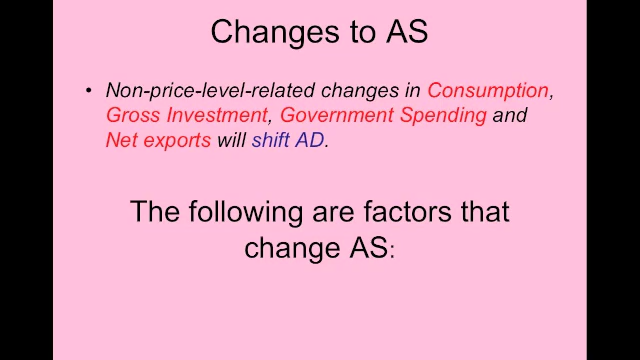 Changes to AS
• Non-price-level-related changes in Consumption,
Gross Investment, Government Spending and
Net exports will shift AD.
The following are factors that
change AS: